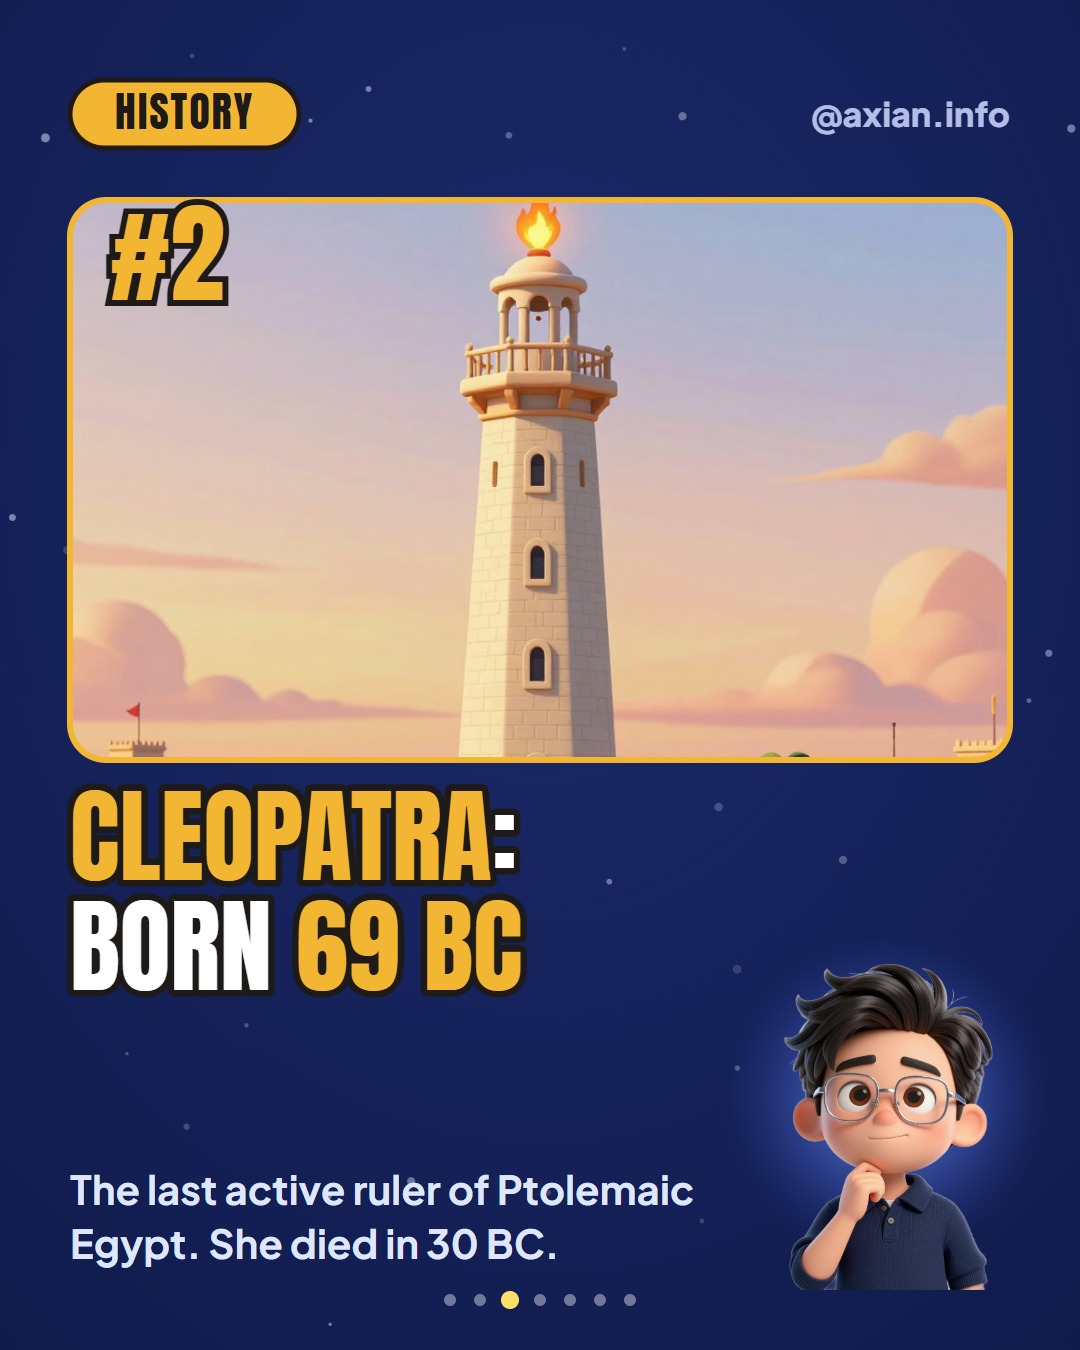 HISTORY
@axian.info
#2
CLEOPATRA:
BORN 69 BC
The last active ruler of Ptolemaic
Egypt. She died in 30 BC.